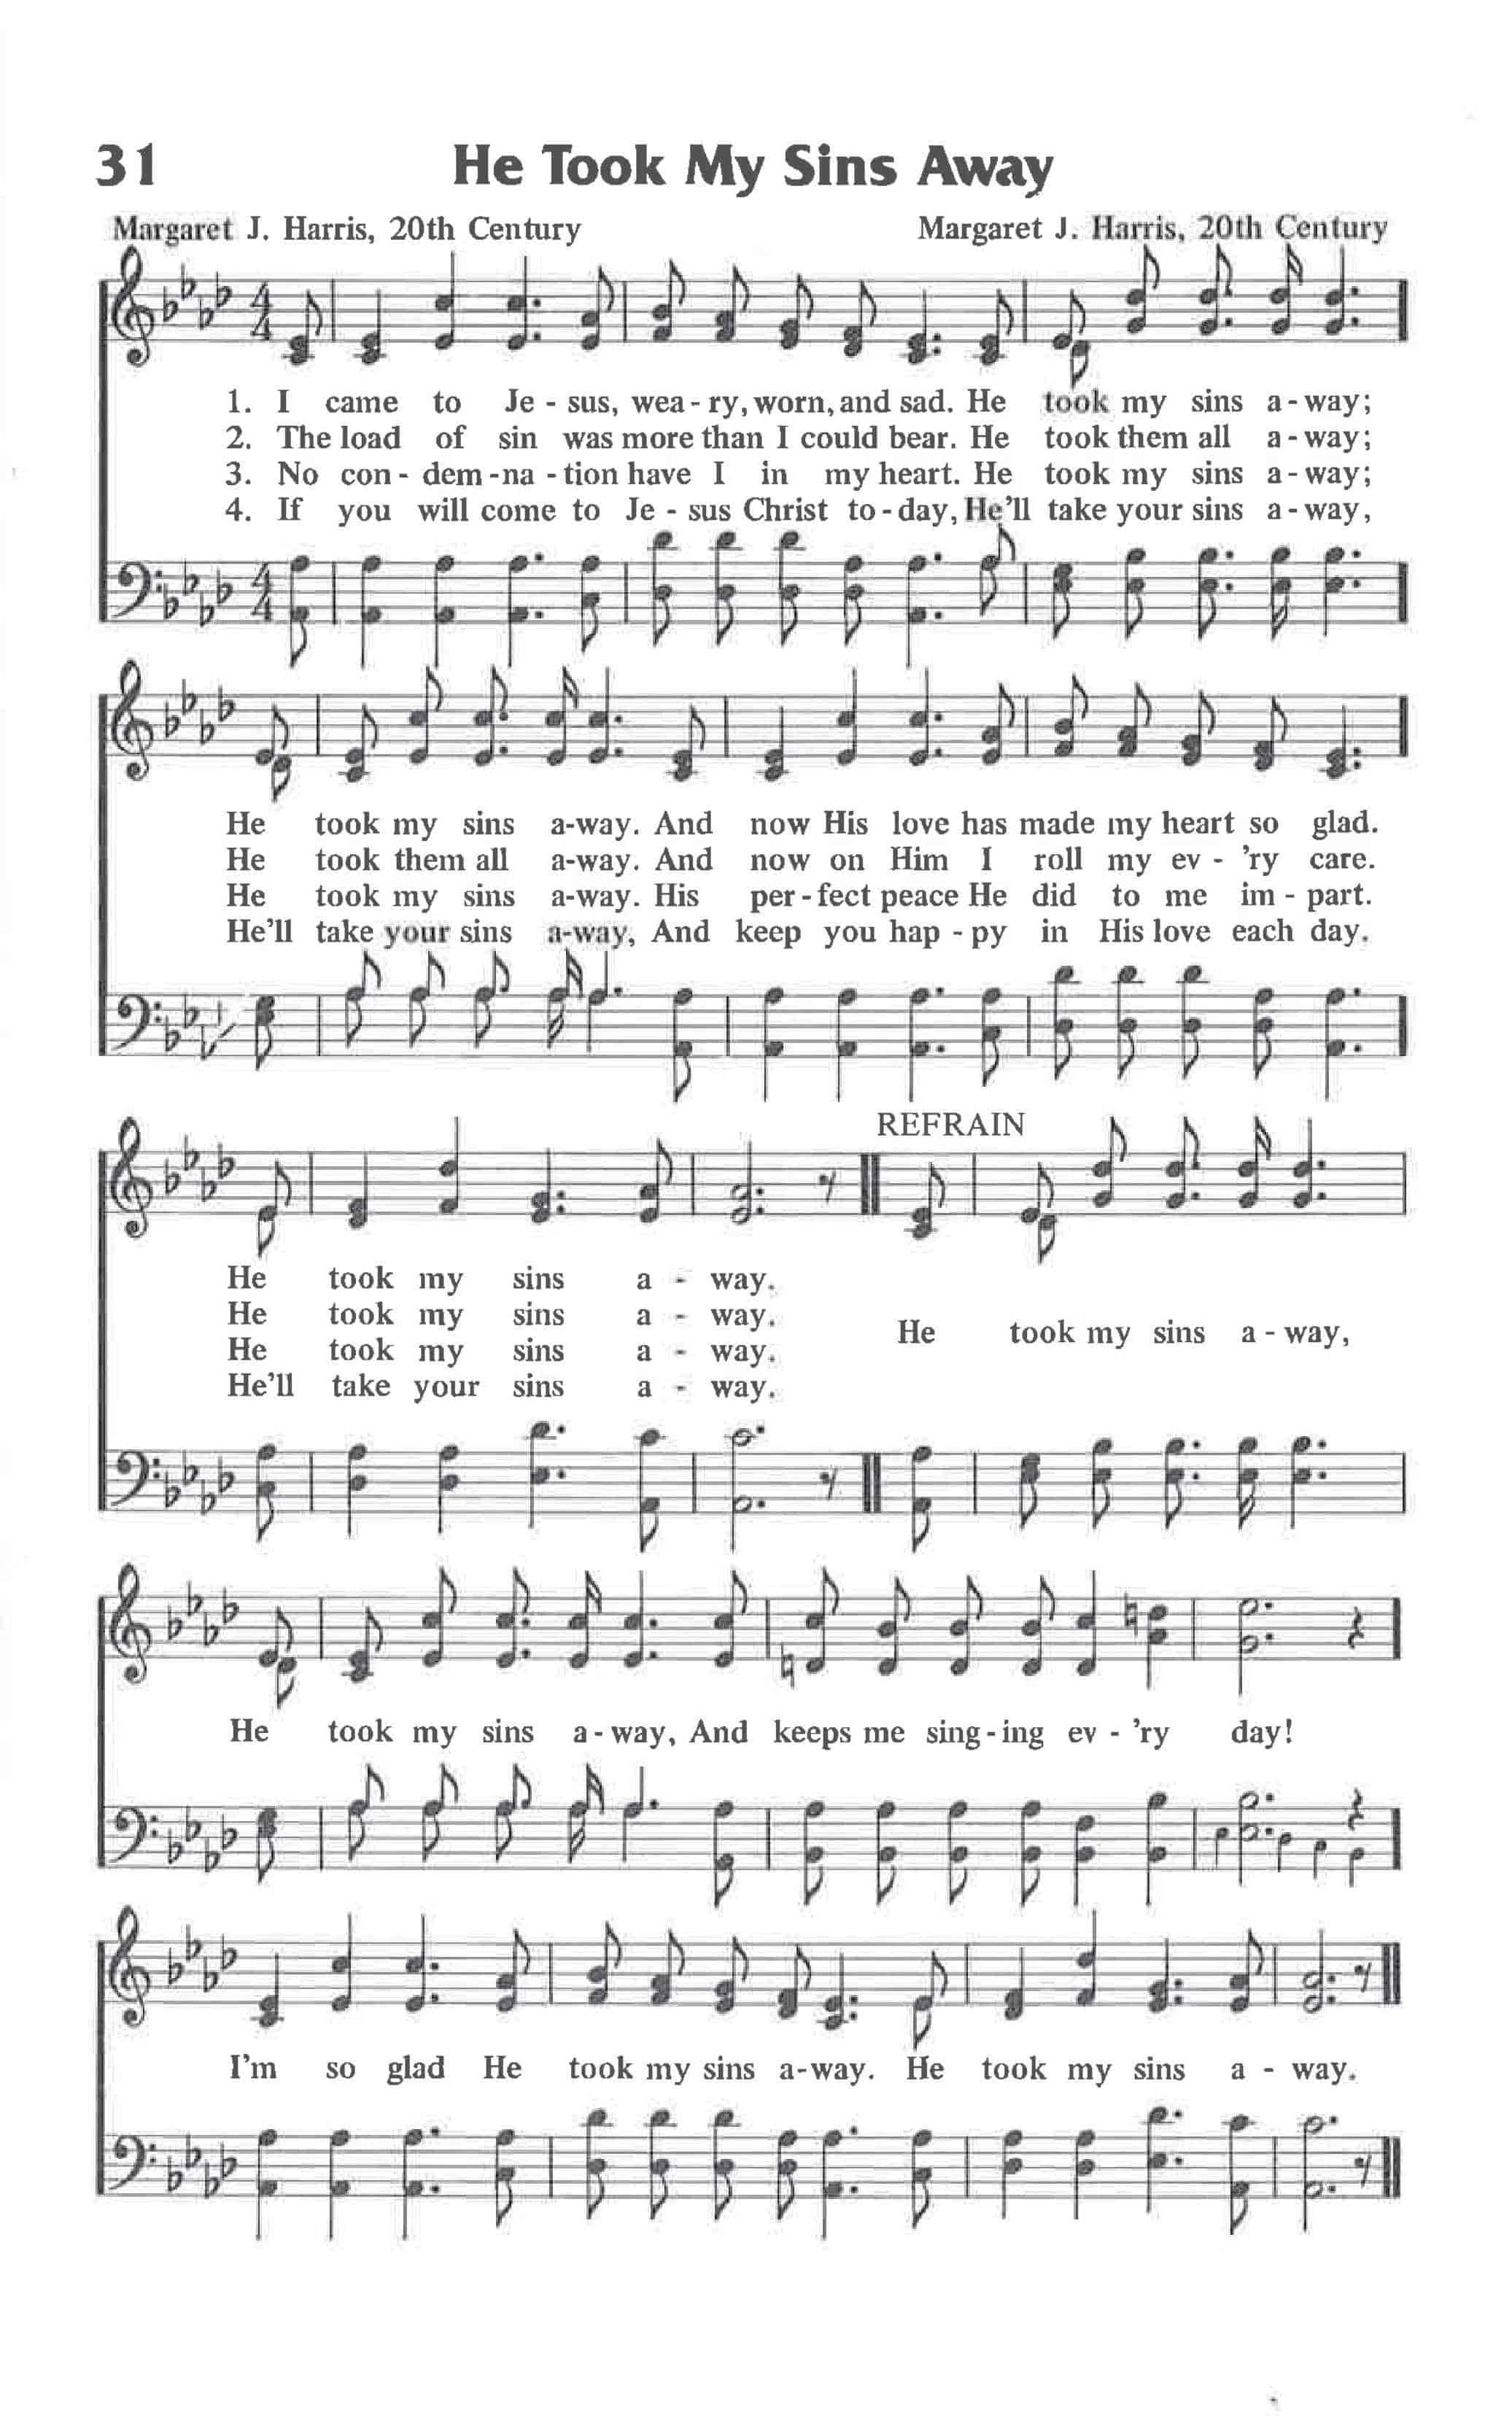 31 He Took My Sins Away
Margaret J. Harris, 20th Century Margaret J. Harris, 20th Century
1. I came to Je - sus, wea - ry, worn, and sad. He took my sins a - way;
2. The load of sin was more than I could bear. He took them all a - way;
3. No con - dem - na - tion have I in my heart. He took my sins a - way;
4. If you will come to Je - sus Christ to - day, He'll take your sins a - way,
He took my sins a-way. And now His love has made my heart so glad.
He took them all a-way. And now on Him I roll my ev - 'ry care.
He took my sins a-way. His per - fect peace He did to me im - part.
He'll take your sins a-way, And keep you hap - py in His love each day.
REFRAIN
He took my sins a - way.
He took my sins a - way.
He took my sins a - way.
He'll take your sins a - way.
He took my sins a - way,
He took my sins a - way, And keeps me sing - ing ev - 'ry day!
I'm so glad He took my sins a-way. He took my sins a - way.